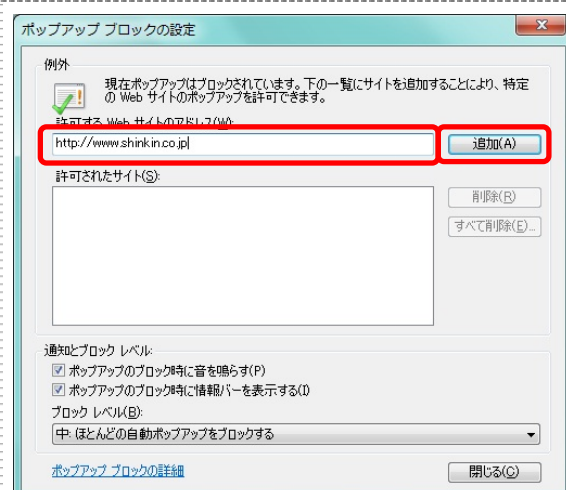 ポップアップ ブロックの設定
例外
現在ポップアップはブロックされています。下の一覧にサイトを追加することにより、特定
の Web サイトのポップアップを許可できます。
許可する Web サイトのアドレス(W):
http://www.shinkin.co.jp
追加(A)
許可されたサイト(S):
削除(R)
すべて削除(E)...
通知とブロック レベル:
ポップアップのブロック時に音を鳴らす(P)
ポップアップのブロック時に情報バーを表示する(I)
ブロック レベル(B):
中: ほとんどの自動ポップアップをブロックする
ポップアップ ブロックの詳細
閉じる(C)